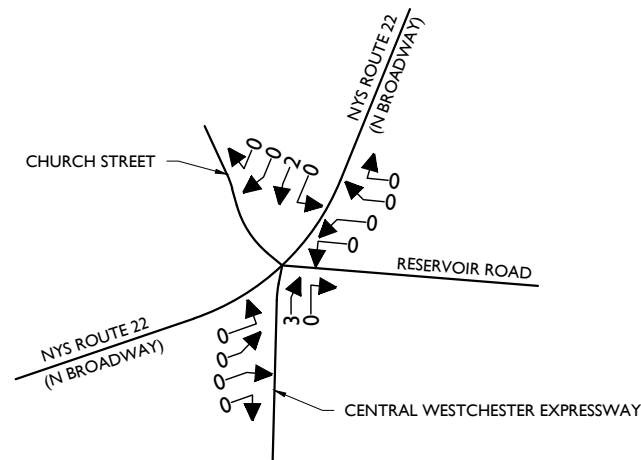 NYS ROUTE 22
(N BROADWAY)
CHURCH STREET
0
0
2
0
0
0
0
0
RESERVOIR ROAD
3
0
NYS ROUTE 22
(N BROADWAY)
0
0
0
0
CENTRAL WESTCHESTER EXPRESSWAY